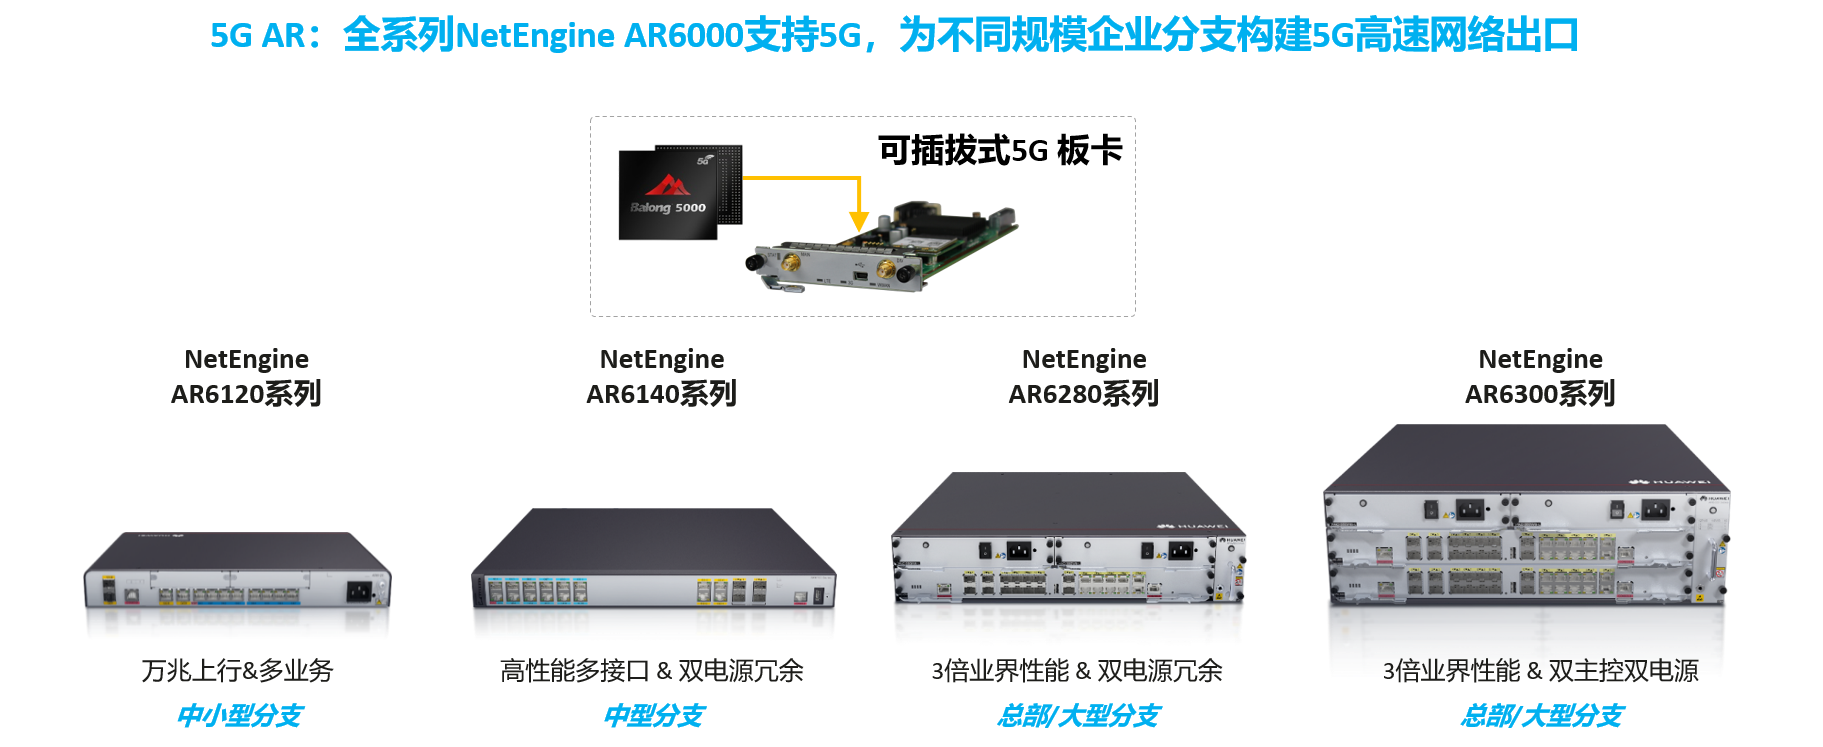 5G AR：全系列NetEngine AR6000支持5G，为不同规模企业分支构建5G高速网络出口
可插拔式5G 板卡
5G
Balong 5000
NetEngine
AR6120系列
NetEngine
AR6140系列
NetEngine
AR6280系列
NetEngine
AR6300系列
HUAWEI
HUAWEI
HUAWEI
HUAWEI
万兆上行&多业务
高性能多接口 & 双电源冗余
3倍业界性能 & 双电源冗余
3倍业界性能 & 双主控双电源
中小型分支
中型分支
总部/大型分支
总部/大型分支